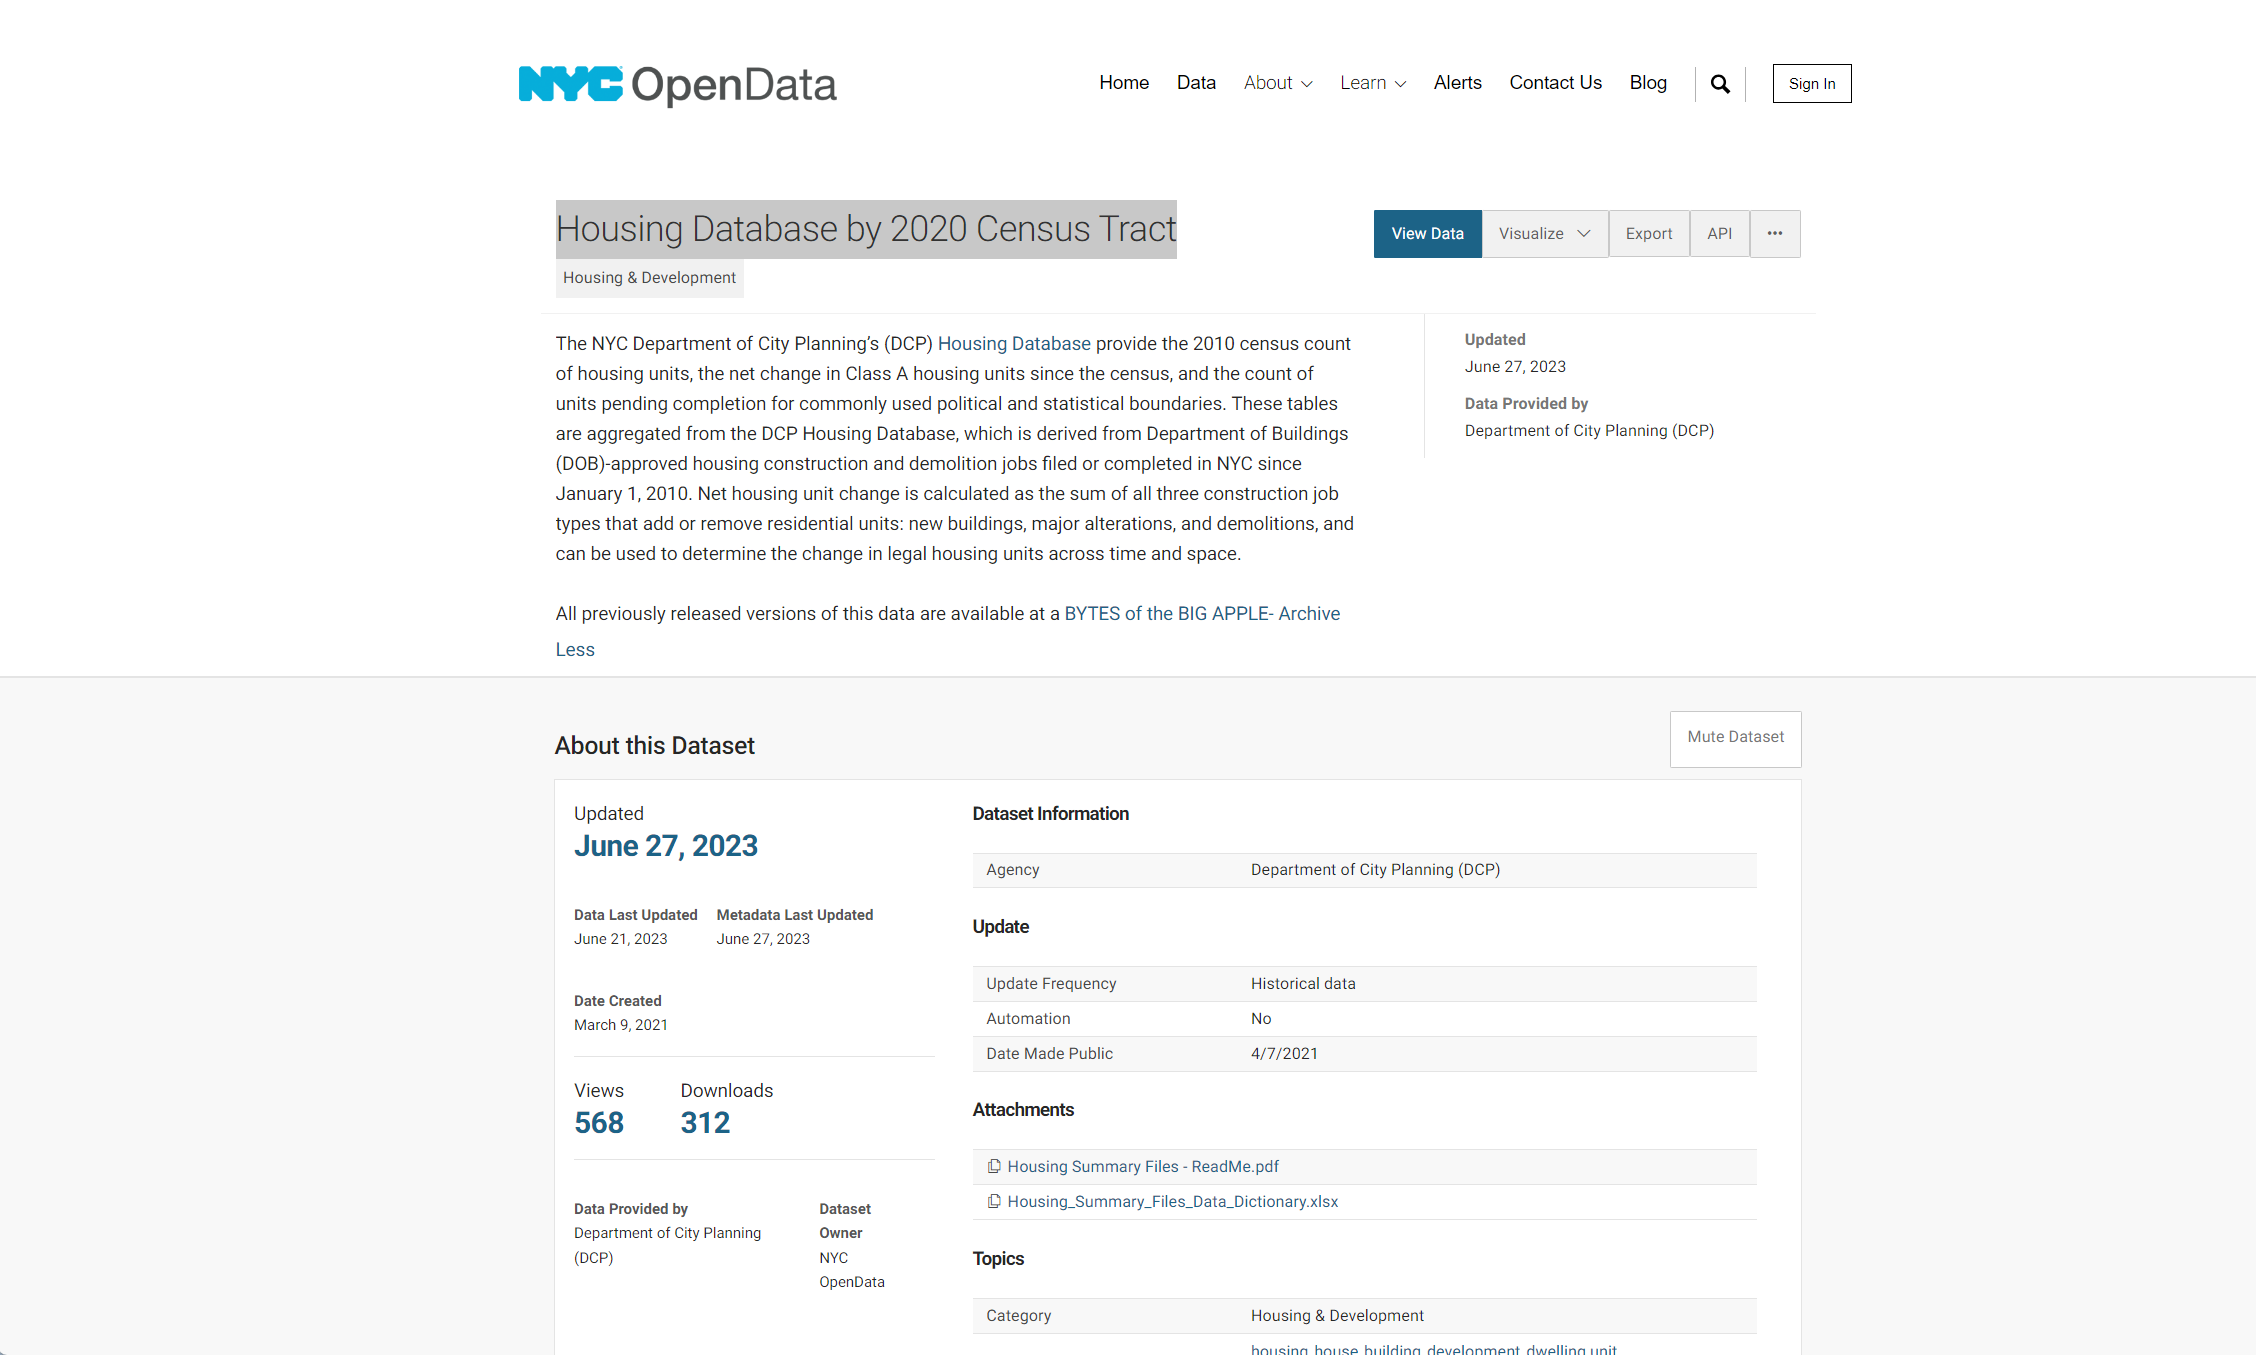 NYC OpenData
Home Data About Learn Alerts Contact Us Blog Sign In
Housing Database by 2020 Census Tract
View Data Visualize Export API
Housing & Development
The NYC Department of City Planning’s (DCP) Housing Database provide the 2010 census count
of housing units, the net change in Class A housing units since the census, and the count of
units pending completion for commonly used political and statistical boundaries. These tables
are aggregated from the DCP Housing Database, which is derived from Department of Buildings
(DOB)-approved housing construction and demolition jobs filed or completed in NYC since
January 1, 2010. Net housing unit change is calculated as the sum of all three construction job
types that add or remove residential units: new buildings, major alterations, and demolitions, and
can be used to determine the change in legal housing units across time and space.
All previously released versions of this data are available at a BYTES of the BIG APPLE- Archive
Less
Updated
June 27, 2023
Data Provided by
Department of City Planning (DCP)
About this Dataset
Mute Dataset
Updated
June 27, 2023
Data Last Updated Metadata Last Updated
June 21, 2023 June 27, 2023
Date Created
March 9, 2021
Views Downloads
568 312
Data Provided by
Department of City Planning
(DCP)
Dataset
Owner
NYC
OpenData
Dataset Information
Agency Department of City Planning (DCP)
Update
Update Frequency Historical data
Automation No
Date Made Public 4/7/2021
Attachments
Housing Summary Files - ReadMe.pdf
Housing_Summary_Files_Data_Dictionary.xlsx
Topics
Category Housing & Development
housing, house, building, development, dwelling unit